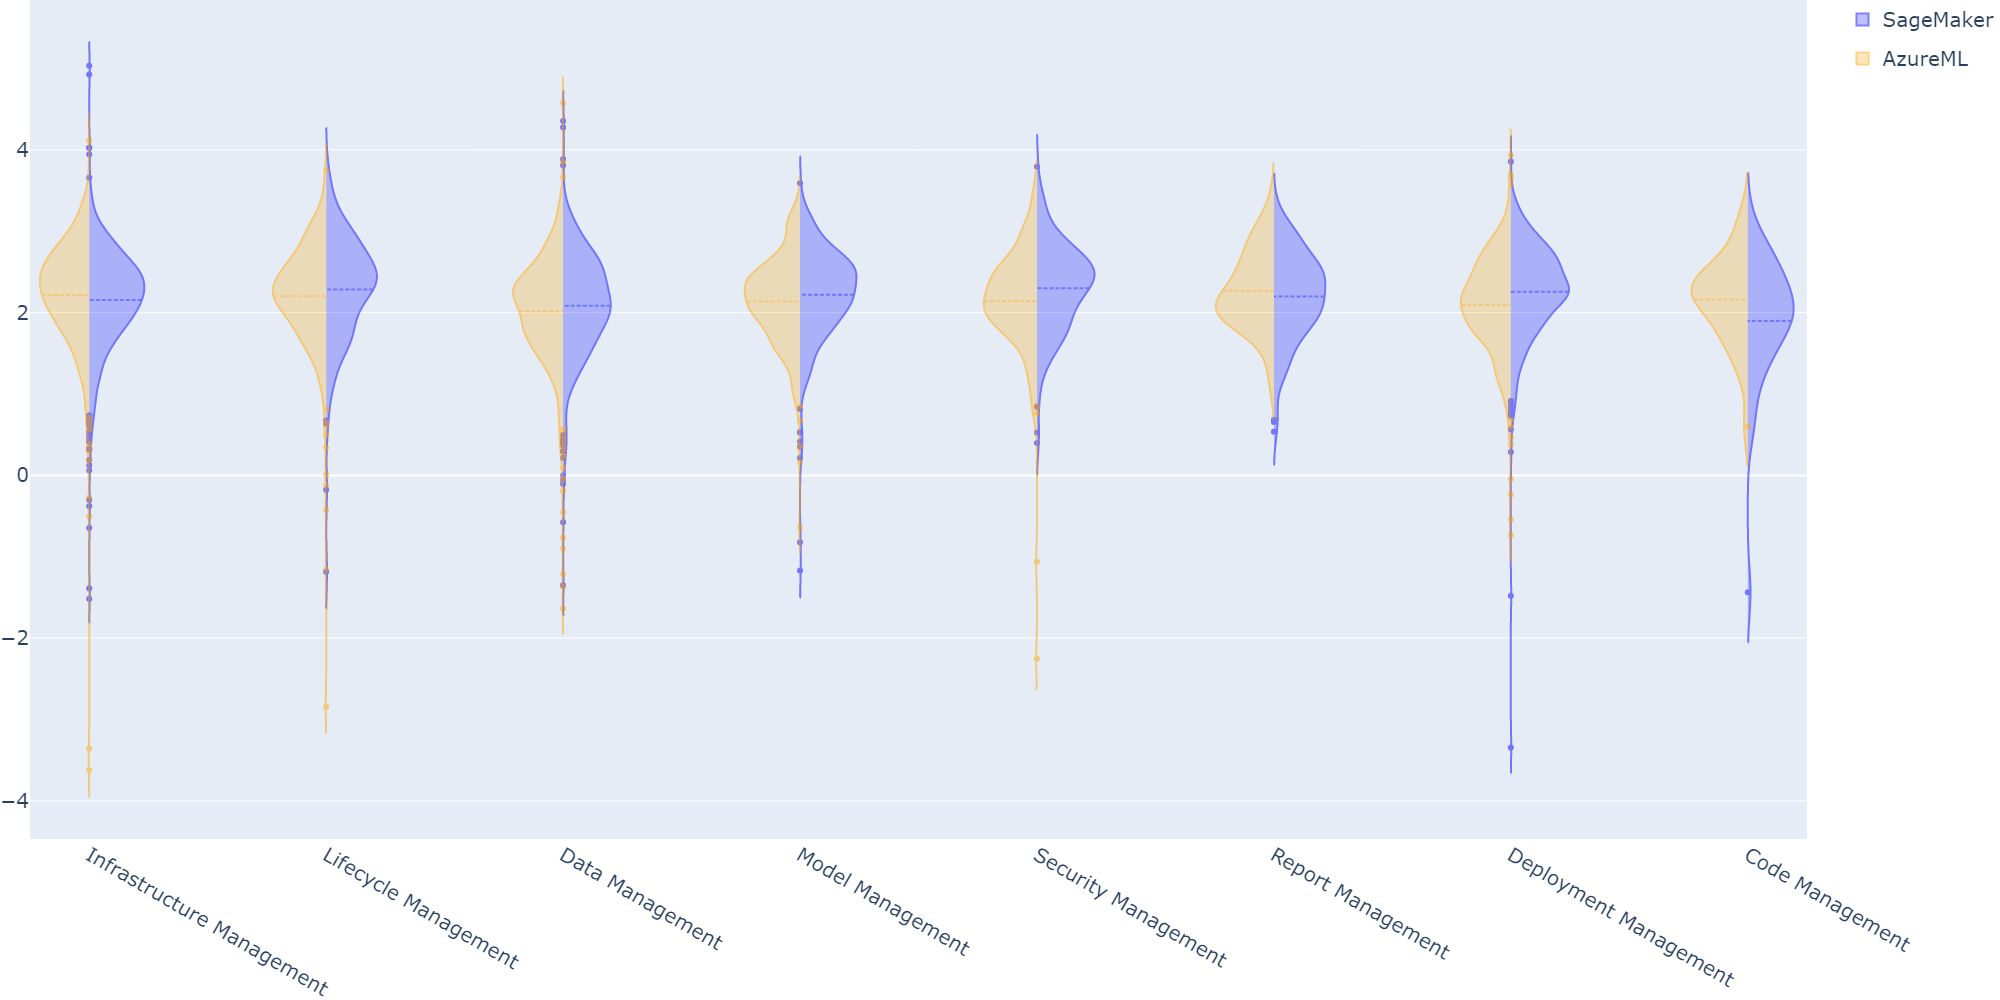 SageMaker
AzureML
4
2
0
−2
−4
Infrastructure Management
Lifecycle Management
Data Management
Model Management
Security Management
Report Management
Deployment Management
Code Management